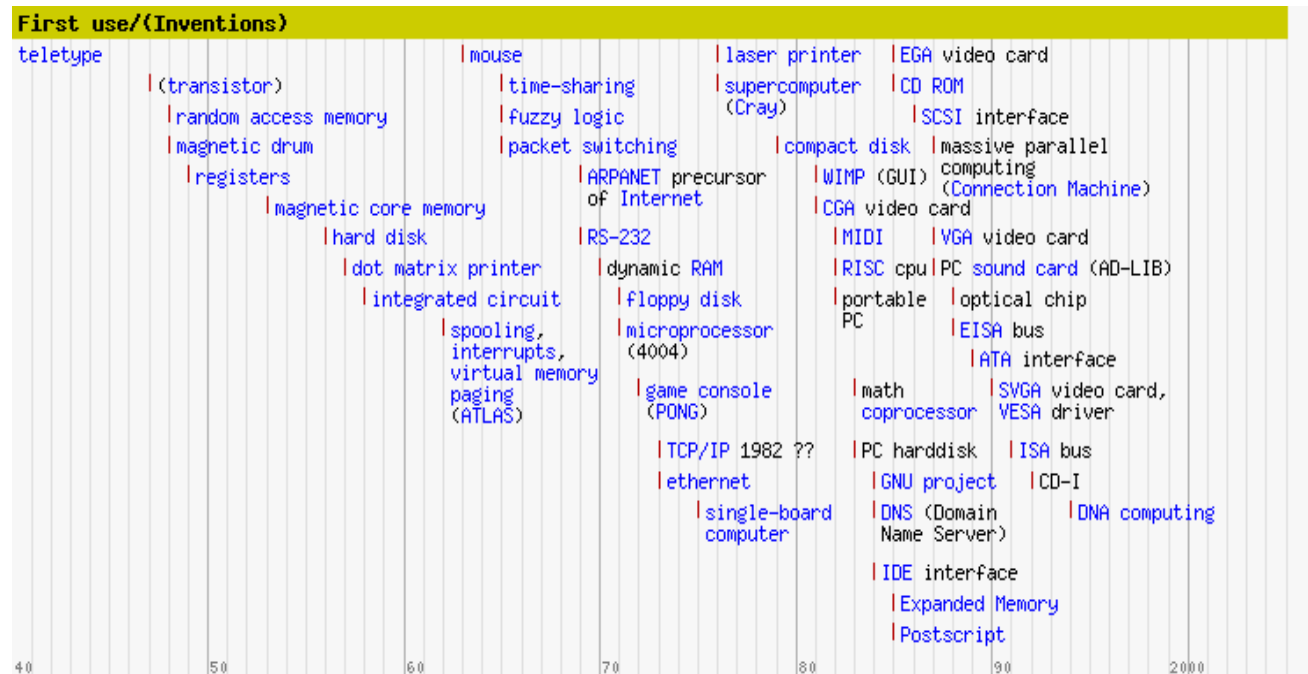 First use/(Inventions)
teletype
(transistor)
random access memory
magnetic drum
registers
magnetic core memory
hard disk
dot matrix printer
integrated circuit
spooling,
interrupts,
virtual memory
paging
(ATLAS)
mouse
time-sharing
fuzzy logic
packet switching
ARPANET precursor
of Internet
RS-232
dynamic RAM
floppy disk
microprocessor
(4004)
game console
(PONG)
TCP/IP 1982 ??
ethernet
single-board
computer
laser printer
supercomputer
(Cray)
compact disk
WIMP (GUI)
CGA video card
MIDI
RISC cpu
portable
PC
math
coprocessor
PC harddisk
GNU project
DNS (Domain
Name Server)
IDE interface
Expanded Memory
Postscript
EGA video card
CD ROM
SCSI interface
massive parallel
computing
(Connection Machine)
VGA video card
PC sound card (AD-LIB)
optical chip
EISA bus
ATA interface
SVGA video card,
VESA driver
ISA bus
CD-I
DNA computing
40 50 60 70 80 90 2000